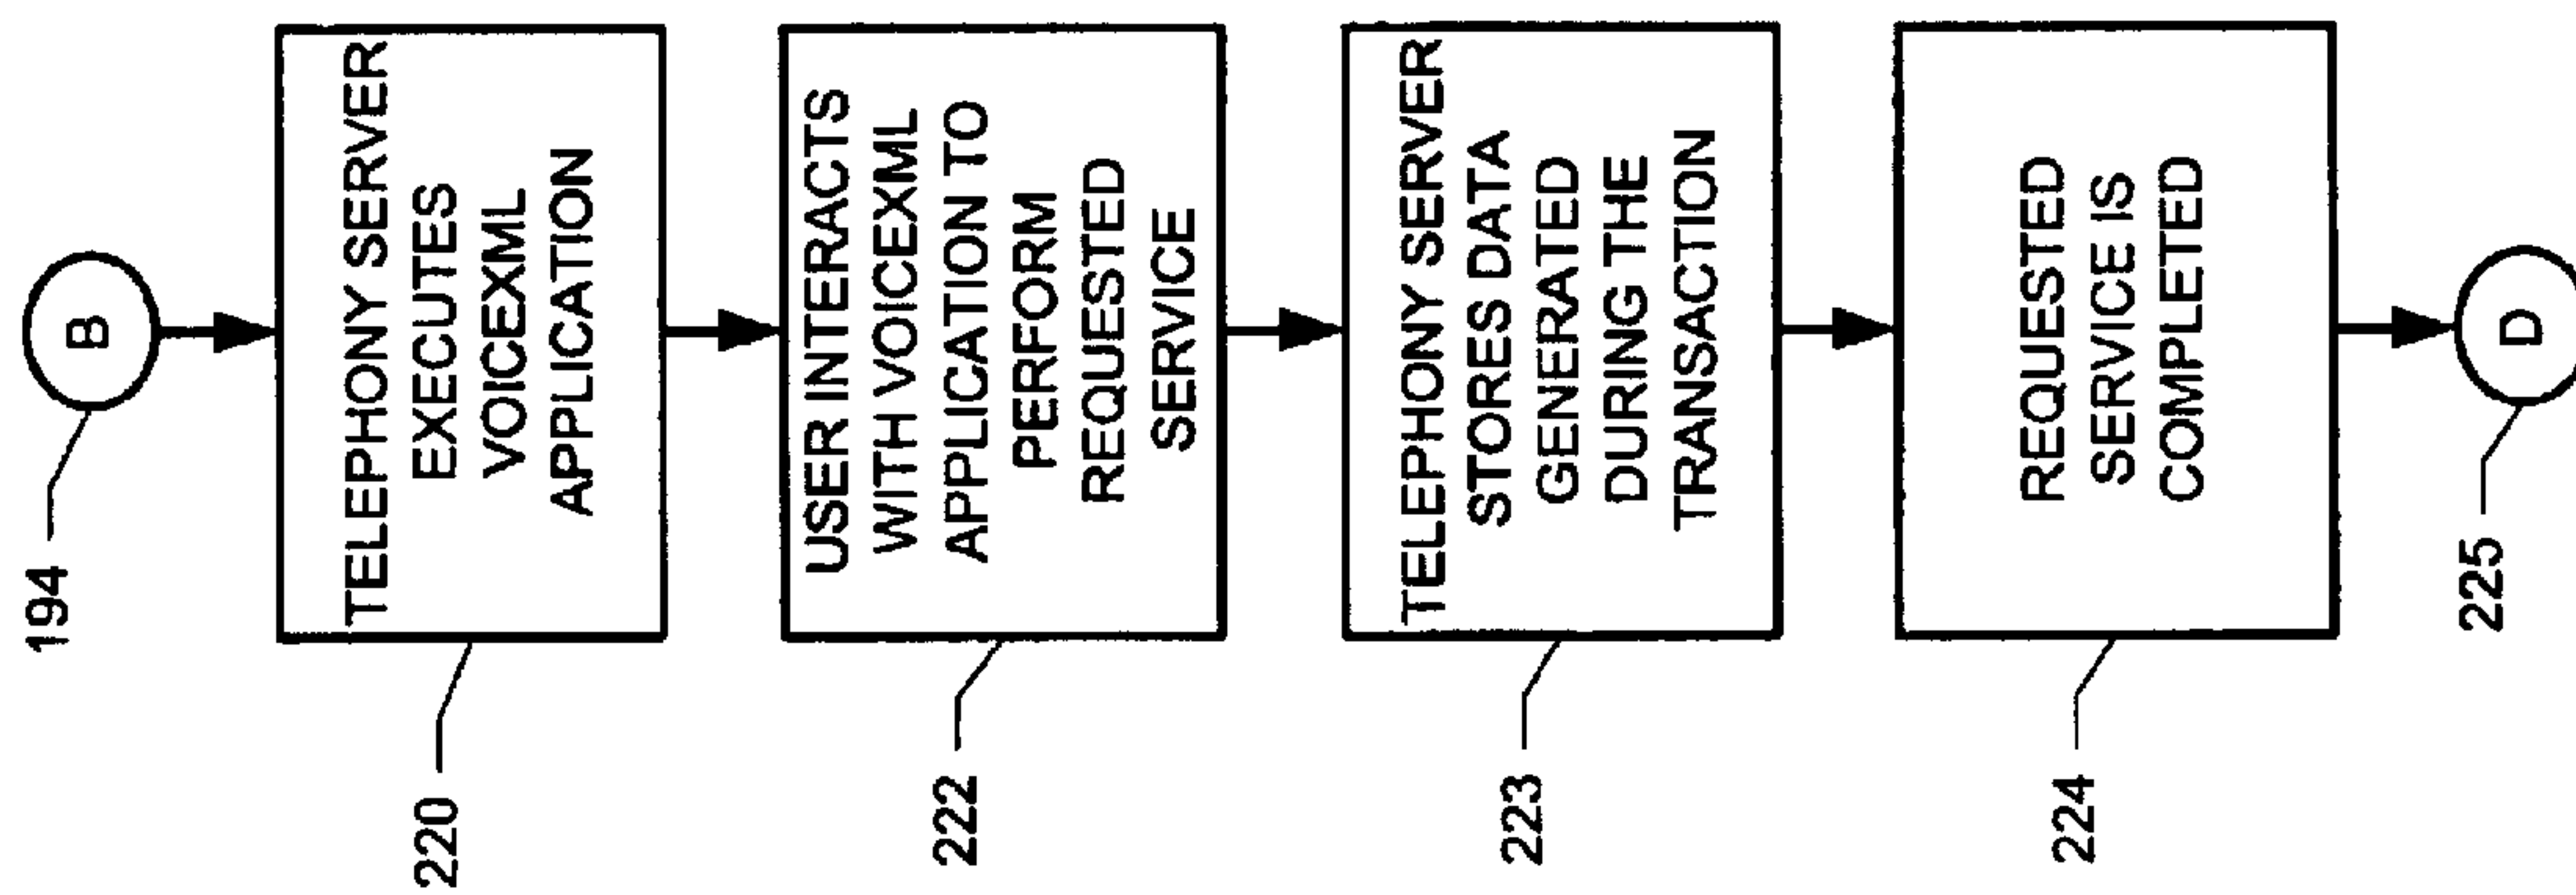 194
B
220
TELEPHONY SERVER
EXECUTES
VOICEXML
APPLICATION
222
USER INTERACTS
WITH VOICEXML
APPLICATION TO
PERFORM
REQUESTED
SERVICE
223
TELEPHONY SERVER
STORES DATA
GENERATED
DURING THE
TRANSACTION
224
REQUESTED
SERVICE IS
COMPLETED
225
D